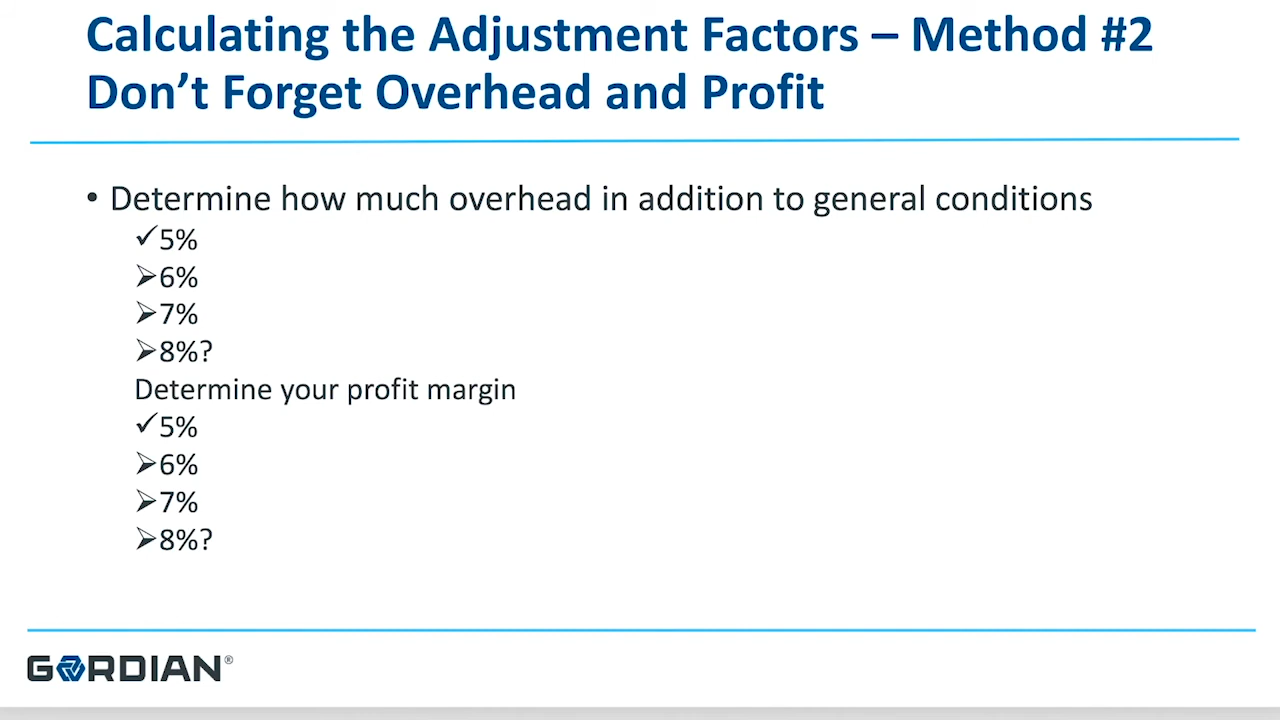 Calculating the Adjustment Factors – Method #2
Don’t Forget Overhead and Profit
• Determine how much overhead in addition to general conditions
✓5%
➢6%
➢7%
➢8%?
Determine your profit margin
✓5%
➢6%
➢7%
➢8%?
GORDIAN®